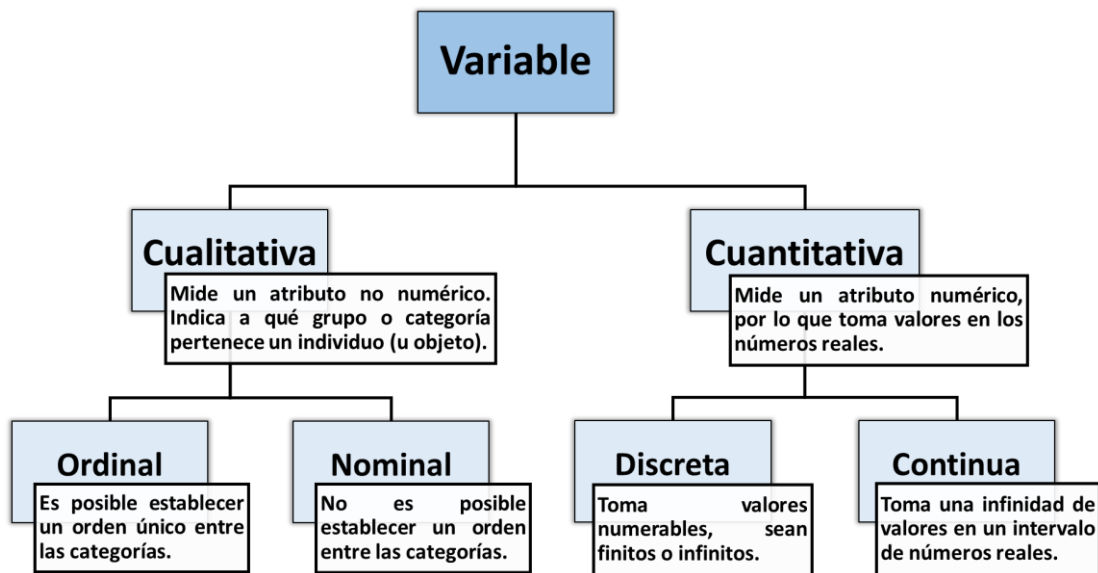 Variable
Cualitativa
Mide un atributo no numérico.
Indica a qué grupo o categoría
pertenece un individuo (u objeto).
Cuantitativa
Mide un atributo numérico,
por lo que toma valores en los
números reales.
Ordinal
Es posible establecer
un orden único entre
las categorías.
Nominal
No es posible
establecer un orden
entre las categorías.
Discreta
Toma valores
numerables, sean
finitos o infinitos.
Continua
Toma una infinidad de
valores en un intervalo
de números reales.